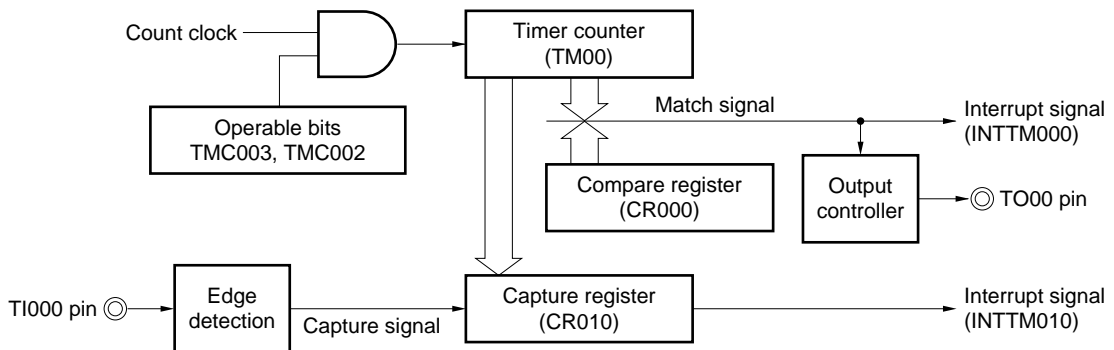 Count clock
Timer counter
(TM00)
Operable bits
TMC003, TMC002
Match signal
Interrupt signal
(INTTM000)
Compare register
(CR000)
Output
controller
TO00 pin
TI000 pin
Edge
detection
Capture signal
Capture register
(CR010)
Interrupt signal
(INTTM010)